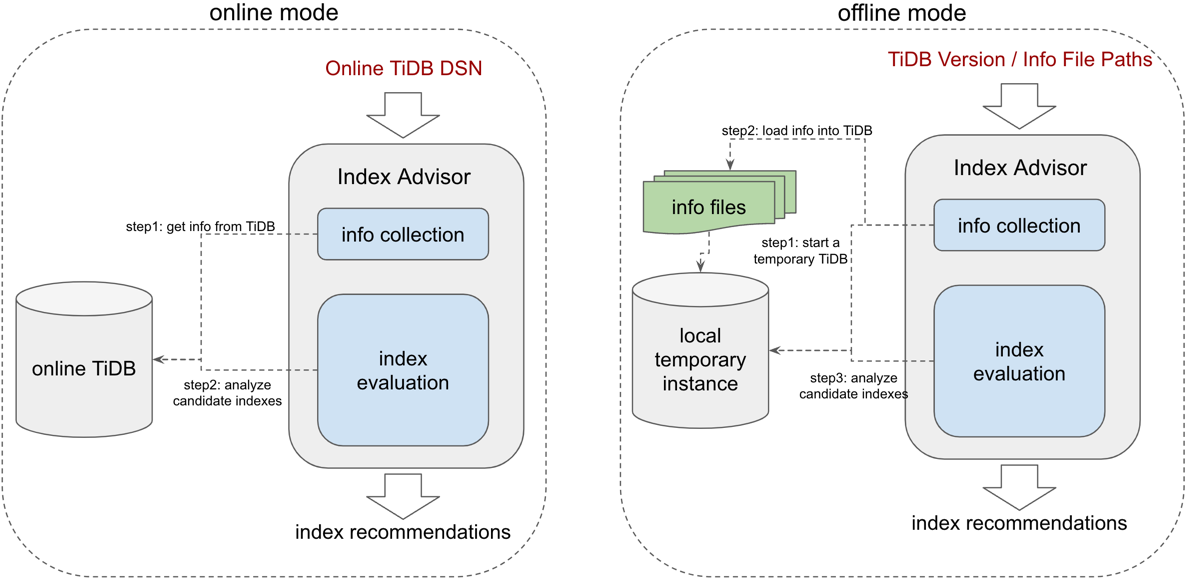 online mode
Online TiDB DSN
Index Advisor
step1: get info from TiDB
info collection
online TiDB
index
evaluation
step2: analyze
candidate indexes
index recommendations
offline mode
TiDB Version / Info File Paths
step2: load info into TiDB
Index Advisor
info files
info collection
step1: start a
temporary TiDB
local
temporary
instance
index
evaluation
step3: analyze
candidate indexes
index recommendations